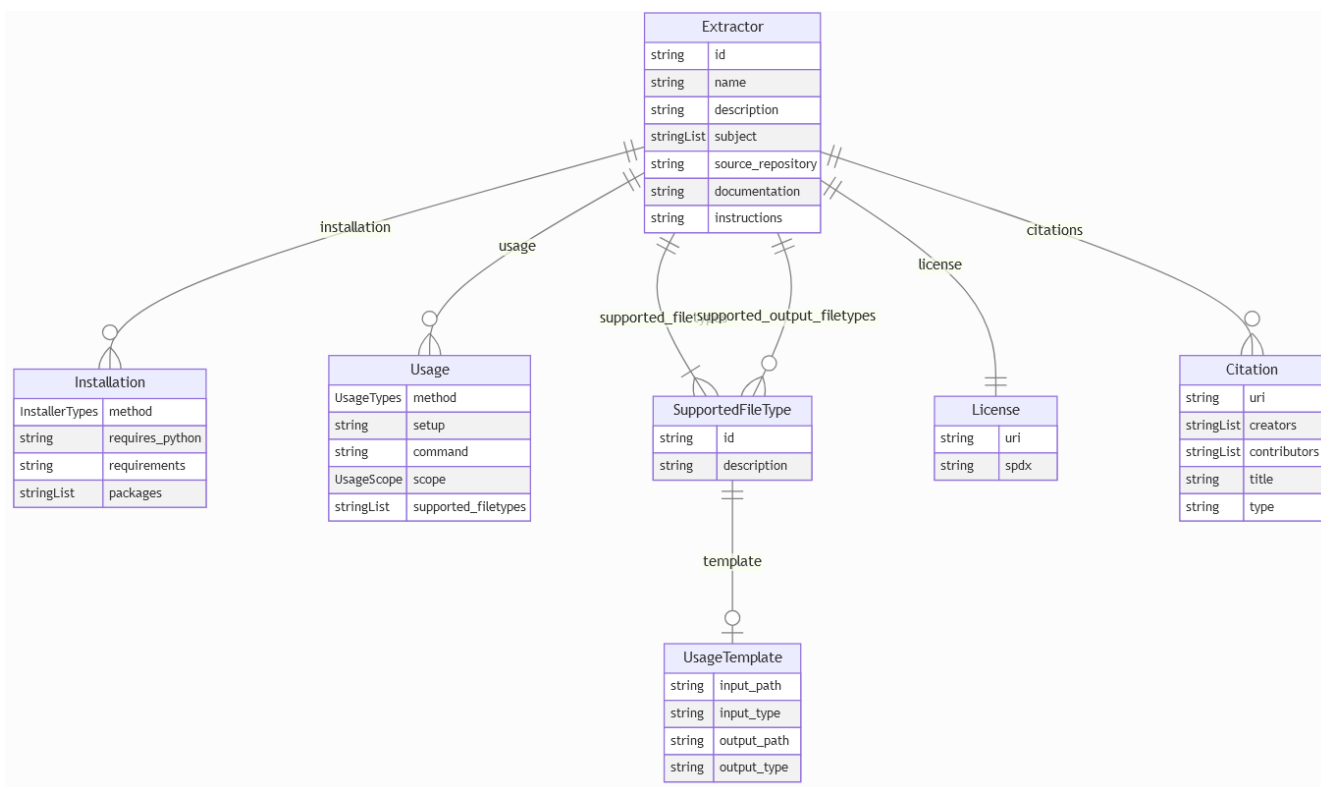 Extractor
string id
string name
string description
stringList subject
string source_repository
string documentation
string instructions
installation
usage
supported_output_filetypes
license
citations
Installation
InstallerTypes method
string requires_python
string requirements
stringList packages
Usage
UsageTypes method
string setup
string command
UsageScope scope
stringList supported_filetypes
SupportedFileType
string id
string description
License
string uri
string spdx
Citation
string uri
stringList creators
stringList contributors
string title
string type
template
UsageTemplate
string input_path
string input_type
string output_path
string output_type